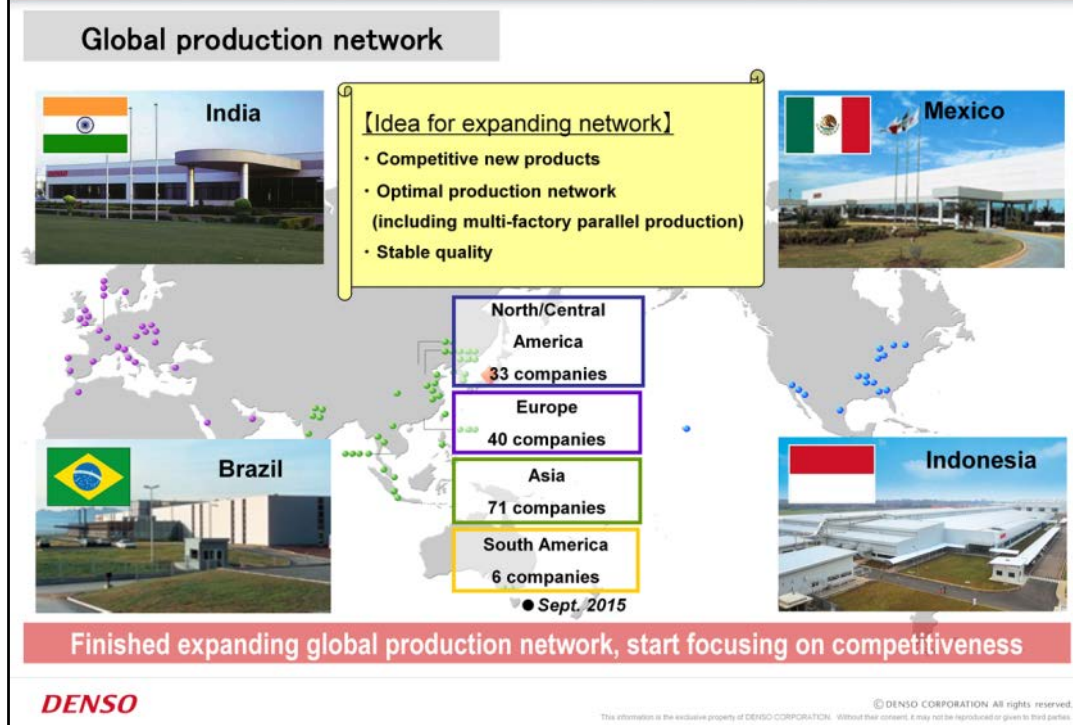 Global production network
India
【Idea for expanding network】
・Competitive new products
・Optimal production network
(including multi-factory parallel production)
・Stable quality
Mexico
North/Central
America
33 companies
Europe
40 companies
Asia
71 companies
South America
6 companies
● Sept. 2015
Brazil
Indonesia
Finished expanding global production network, start focusing on competitiveness
DENSO
© DENSO CORPORATION All rights reserved.
This information is the exclusive property of DENSO CORPORATION. Without their consent, it may not be reproduced or given to third parties.